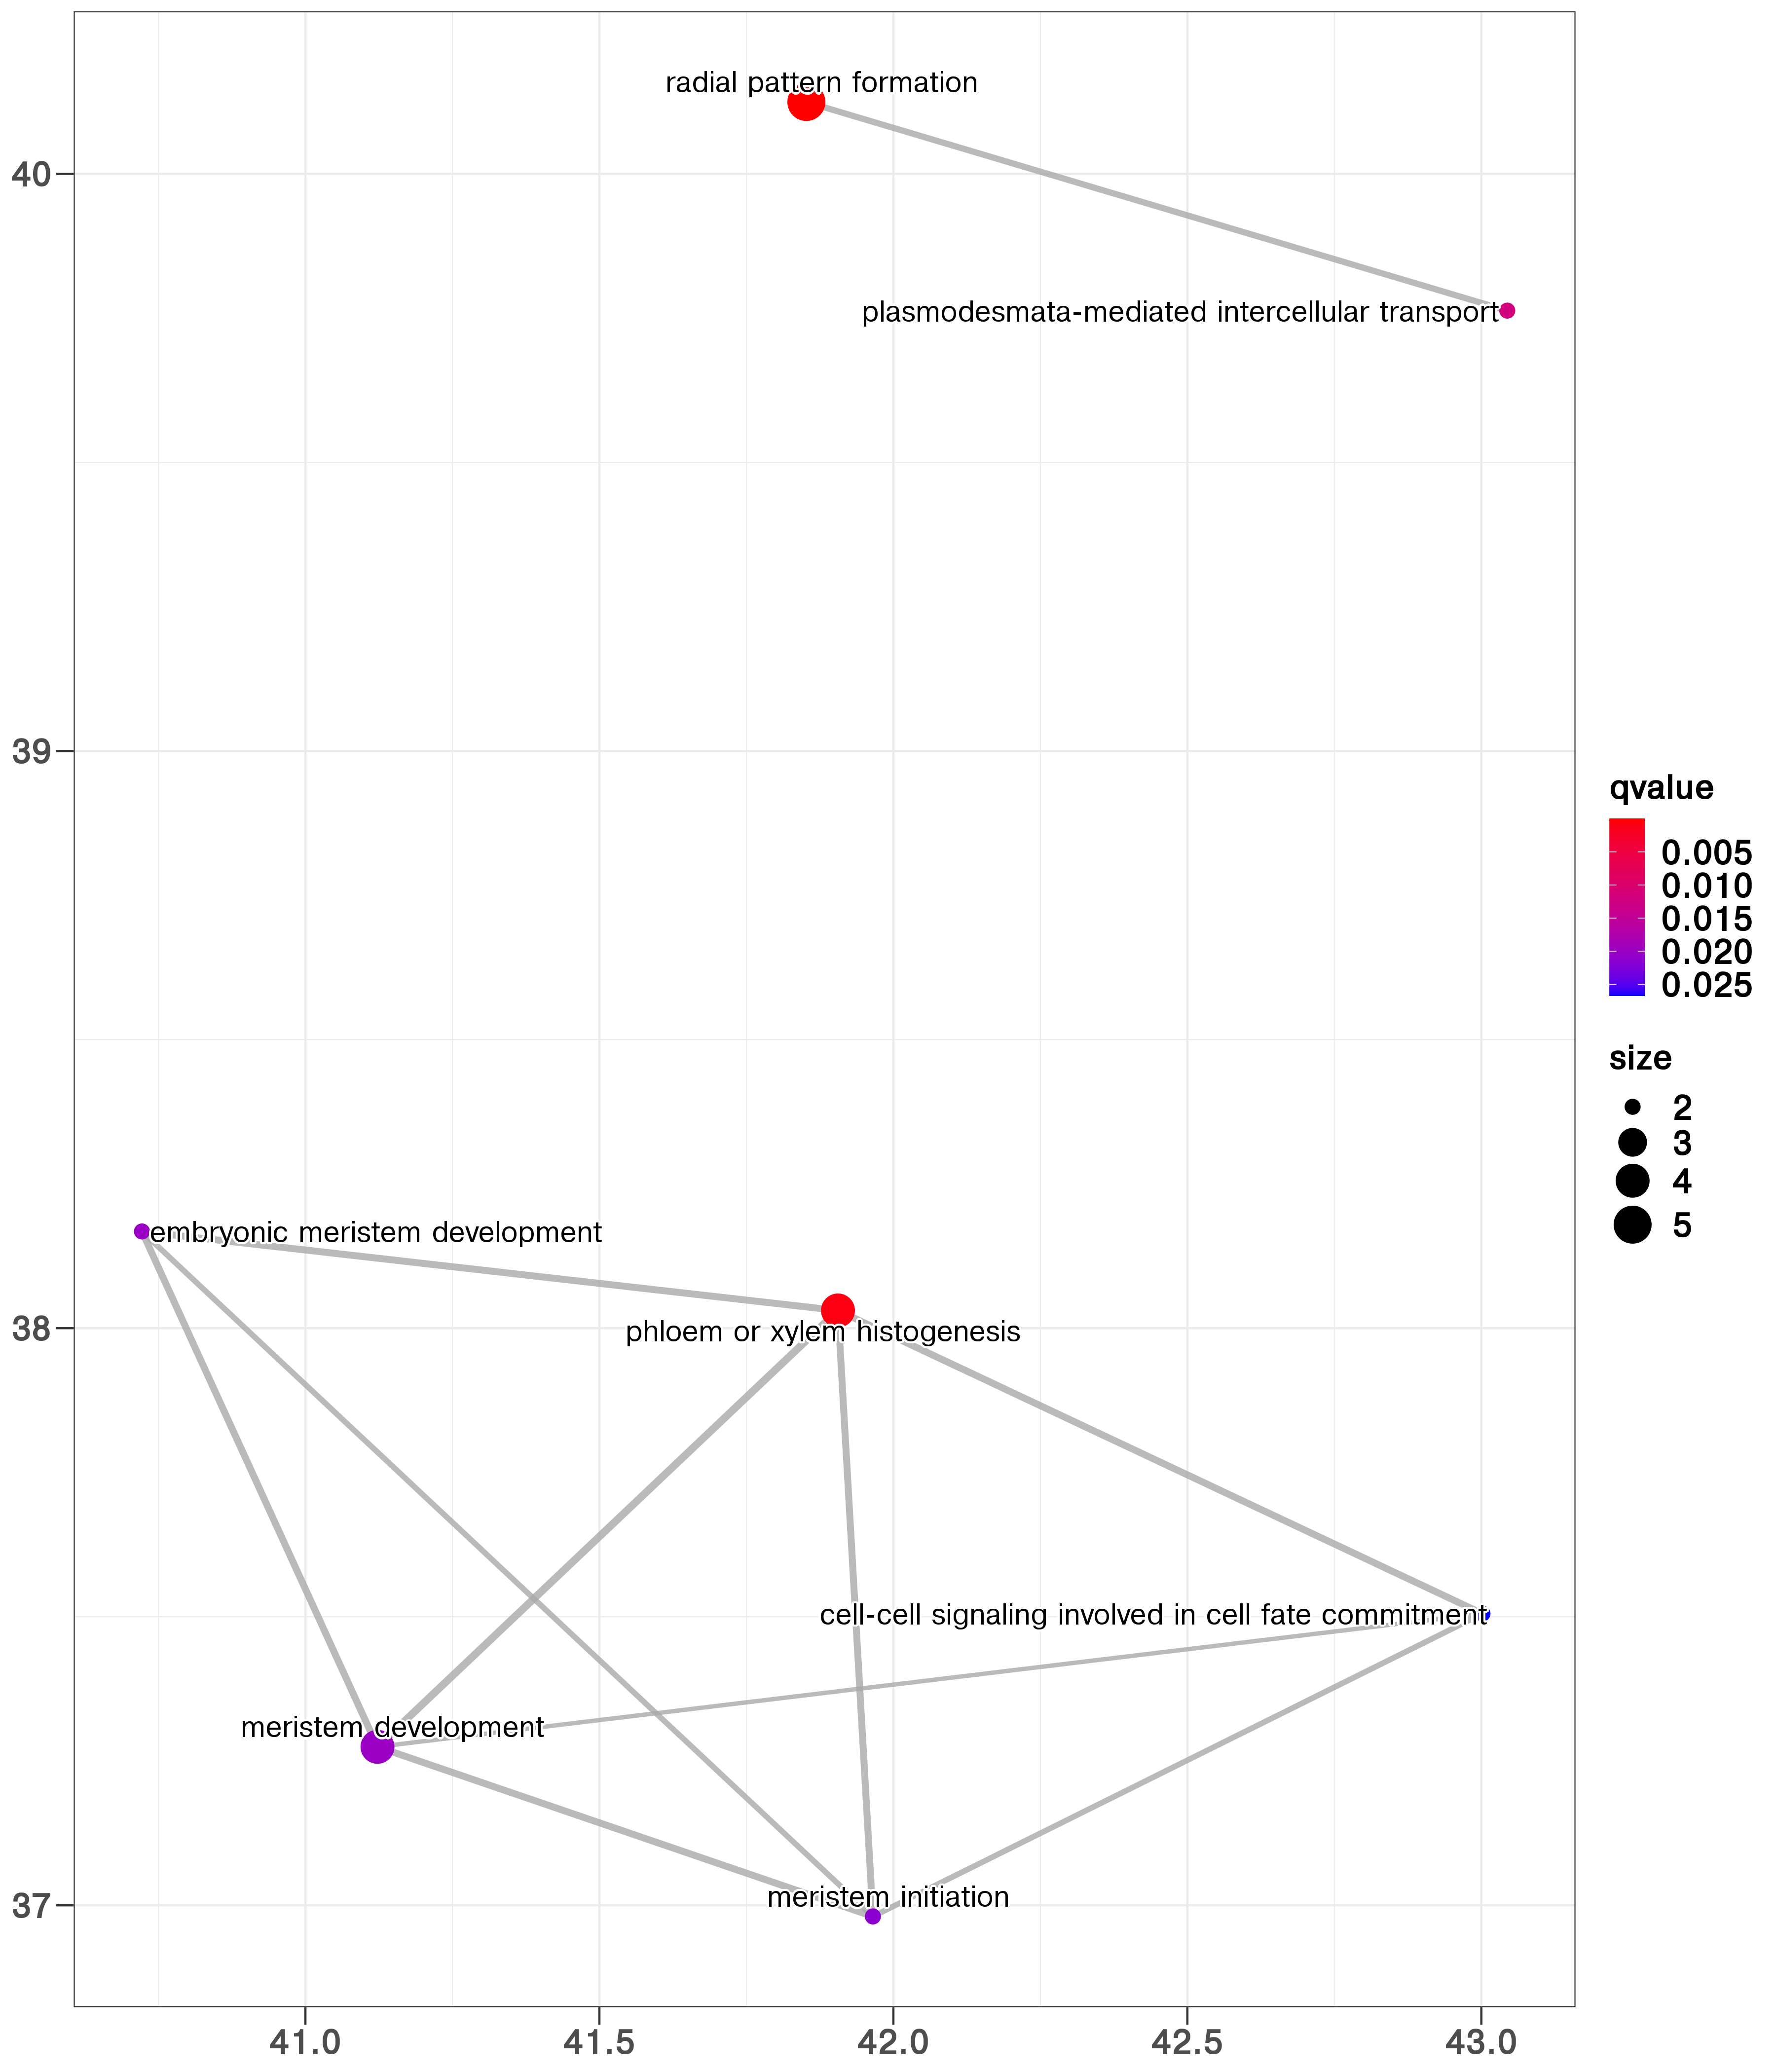 radial pattern formation
40
plasmodesmata-mediated intercellular transport
39
qvalue
0.005
0.010
0.015
0.020
0.025
size
2
3
4
5
embryonic meristem development
38
phloem or xylem histogenesis
cell-cell signaling involved in cell fate commitment
meristem development
meristem initiation
37
41.0 41.5 42.0 42.5 43.0